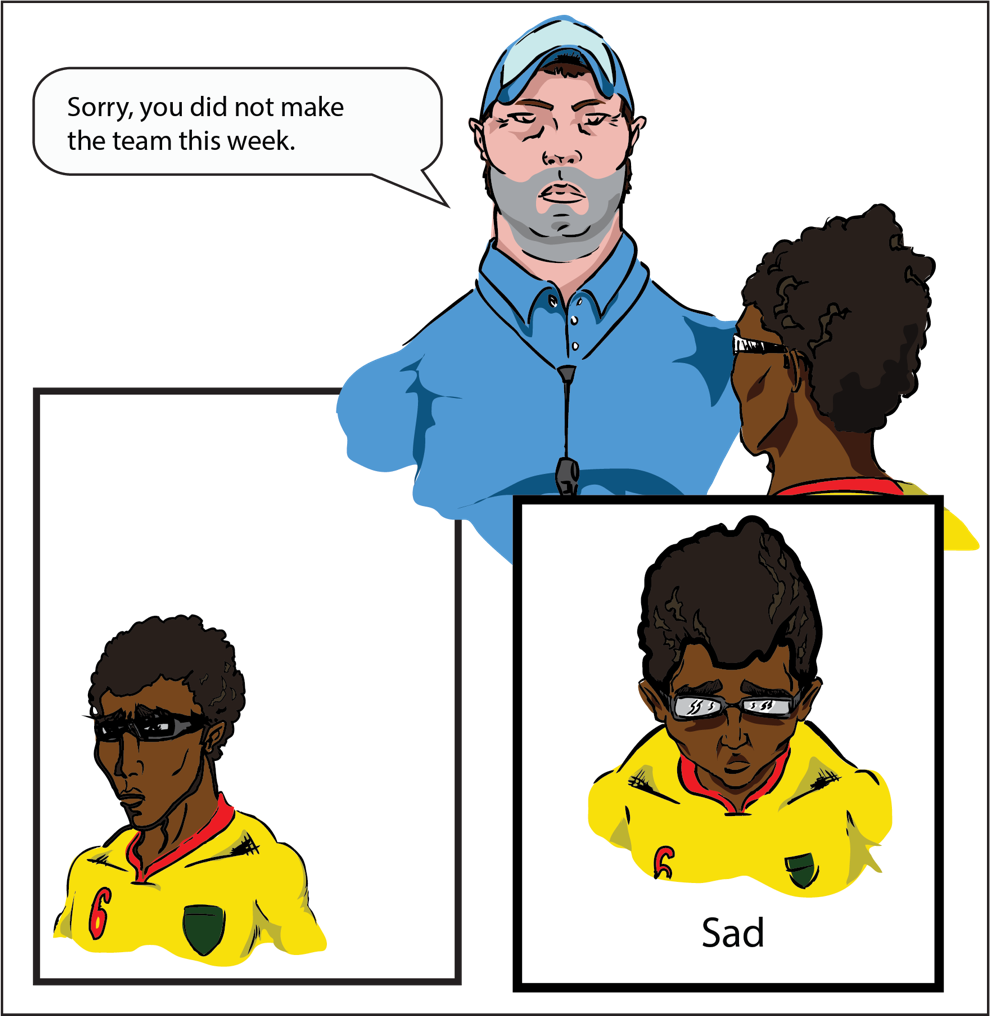 Sorry, you did not make
the team this week.
6
6
Sad